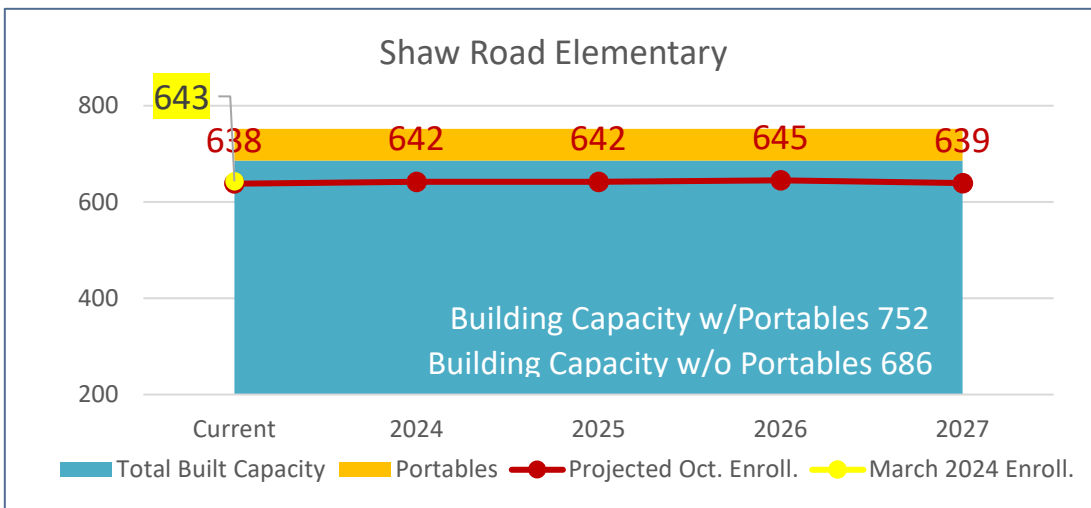 Shaw Road Elementary
643
800
638 642 642 645 639
600
400
Building Capacity w/Portables 752
Building Capacity w/o Portables 686
200
Current 2024 2025 2026 2027
Total Built Capacity Portables Projected Oct. Enroll. March 2024 Enroll.